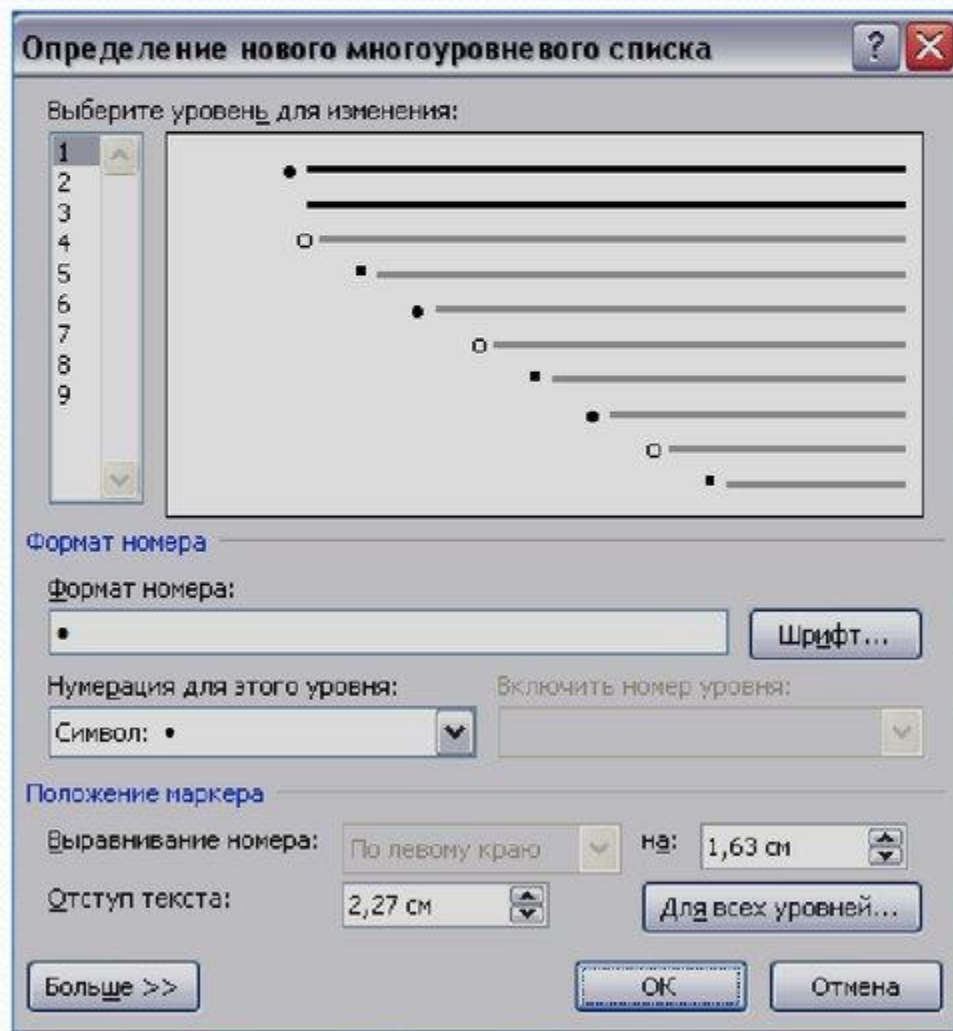 Определение нового многоуровневого списка
Выберите уровень для изменения:
1
2
3
4
5
6
7
8
9
Формат номера
Формат номера:
•
Шрифт...
Нумерация для этого уровня:
Включить номер уровня:
Символ: •
Положение маркера
Выравнивание номера:
По левому краю
на:
1,63 см
Отступ текста:
2,27 см
Для всех уровней...
Больше >>
ОК
Отмена